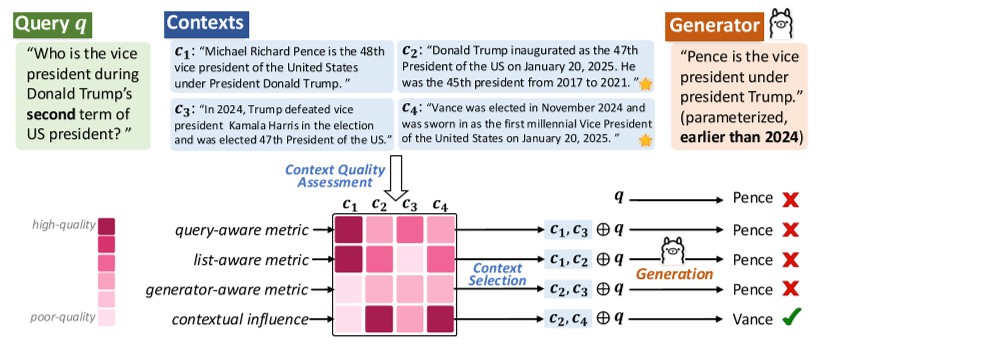 Query q
Contexts
Generator
“Who is the vice
president during
Donald Trump’s
second term of
US president? ”
c1: “Michael Richard Pence is the 48th
vice president of the United States
under President Donald Trump. ”
c2: “Donald Trump inaugurated as the 47th
President of the US on January 20, 2025. He
was the 45th president from 2017 to 2021. ”
c3: “In 2024, Trump defeated vice
president Kamala Harris in the election
and was elected 47th President of the US.”
c4: “Vance was elected in November 2024 and
was sworn in as the first millennial Vice President
of the United States on January 20, 2025. ”
“Pence is the vice
president under
president Trump.”
(parameterized,
earlier than 2024)
Context Quality
Assessment
c1 c2 c3 c4
high-quality
poor-quality
query-aware metric
list-aware metric
generator-aware metric
contextual influence
Context
Selection
q
Pence
c1, c3 ⊕ q
Pence
c1, c2 ⊕ q
Generation
Pence
c2, c3 ⊕ q
Pence
c2, c4 ⊕ q
Vance